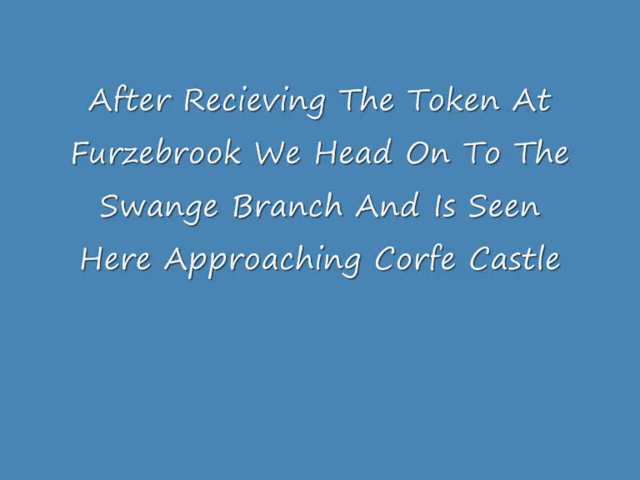 After Recieving The Token At
Furzebrook We Head On To The
Swange Branch And Is Seen
Here Approaching Corfe Castle